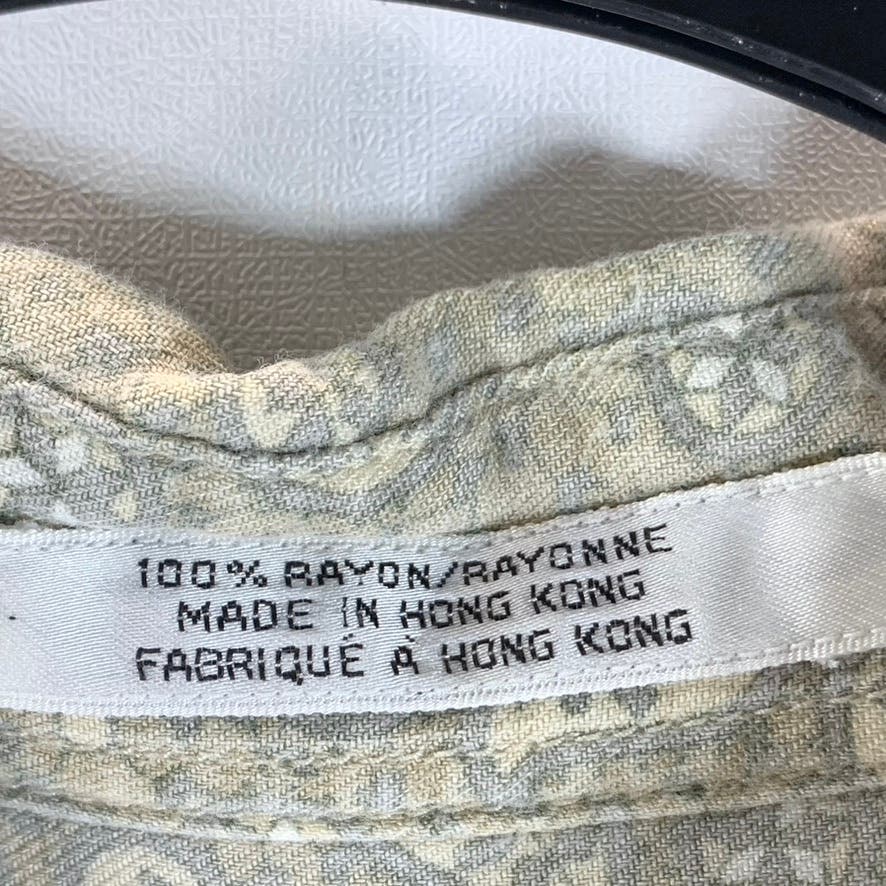 100% RAYON/RAYONNE
MADE IN HONG KONG
FABRIQUÉ À HONG KONG